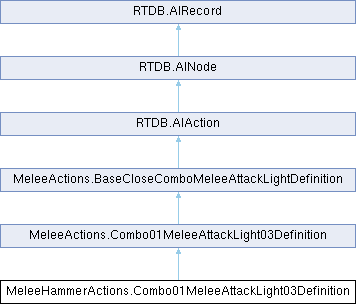 RTDB.AIRecord
RTDB.AINode
RTDB.AIAction
MeleeActions.BaseCloseComboMeleeAttackLightDefinition
MeleeActions.Combo01MeleeAttackLight03Definition
MeleeHammerActions.Combo01MeleeAttackLight03Definition